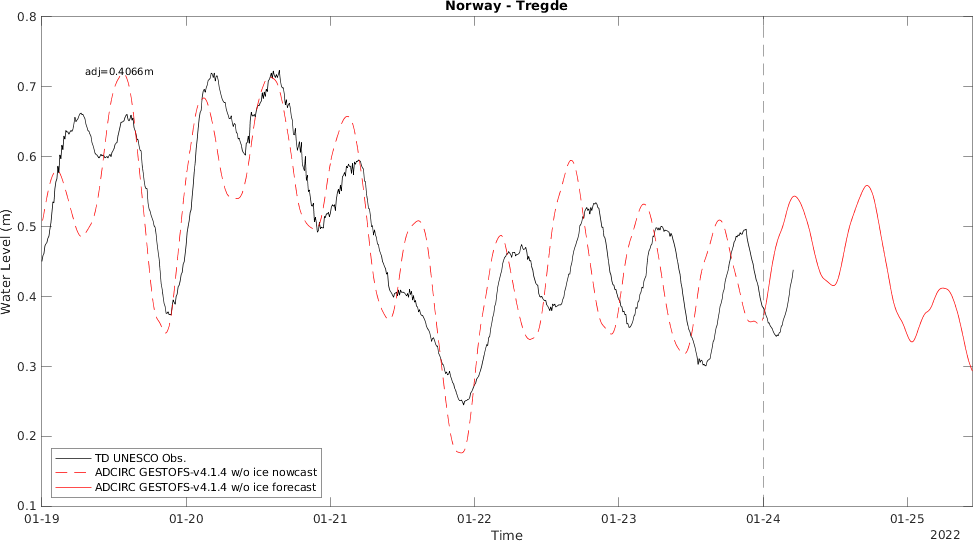 Norway - Tregde
0.8
0.7
0.6
0.5
0.4
0.3
0.2
0.1
Water Level (m)
adj=0.4066m
TD UNESCO Obs.
ADCIRC GESTOFS-v4.1.4 w/o ice nowcast
ADCIRC GESTOFS-v4.1.4 w/o ice forecast
01-19
01-20
01-21
01-22
01-23
01-24
01-25
Time
2022